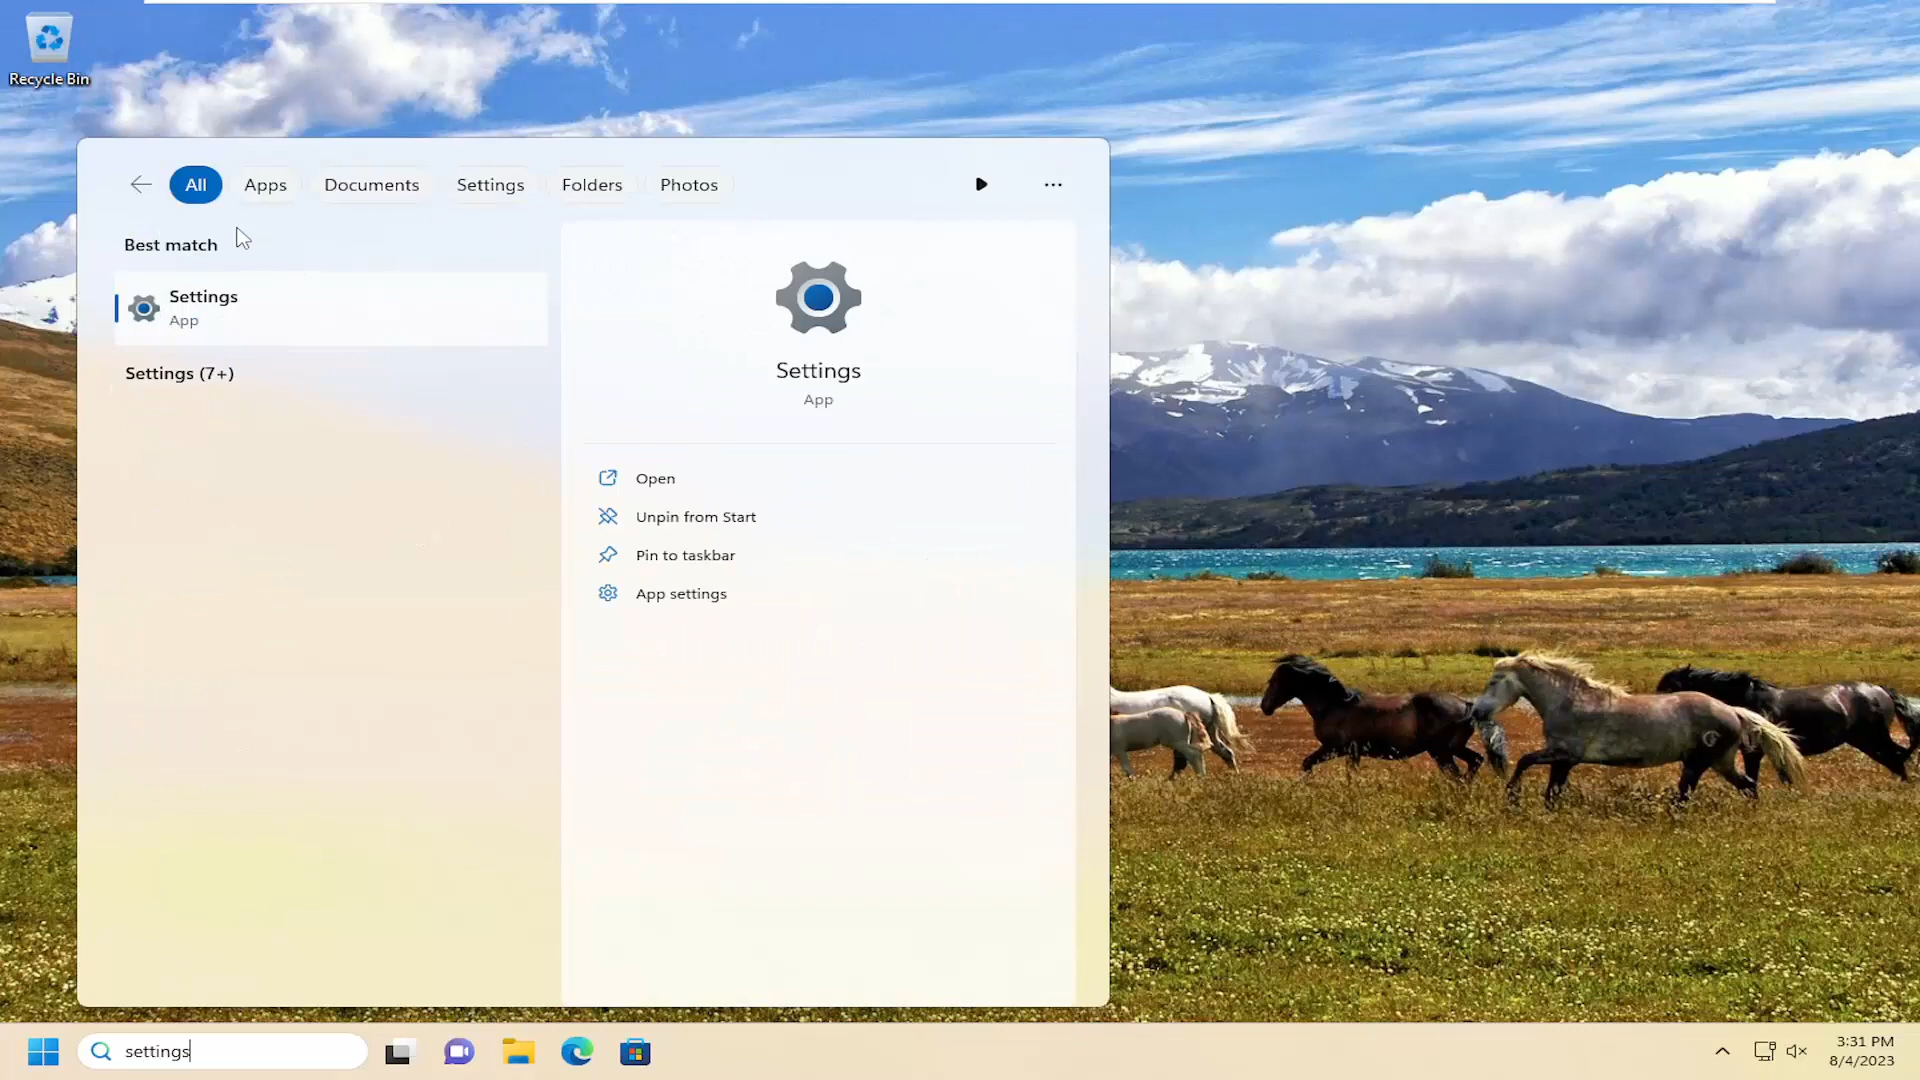 Recycle Bin
All
Apps
Documents
Settings
Folders
Photos
Best match
Settings
App
Settings (7+)
Settings
App
Open
Unpin from Start
Pin to taskbar
App settings
settings
3:31 PM
8/4/2023